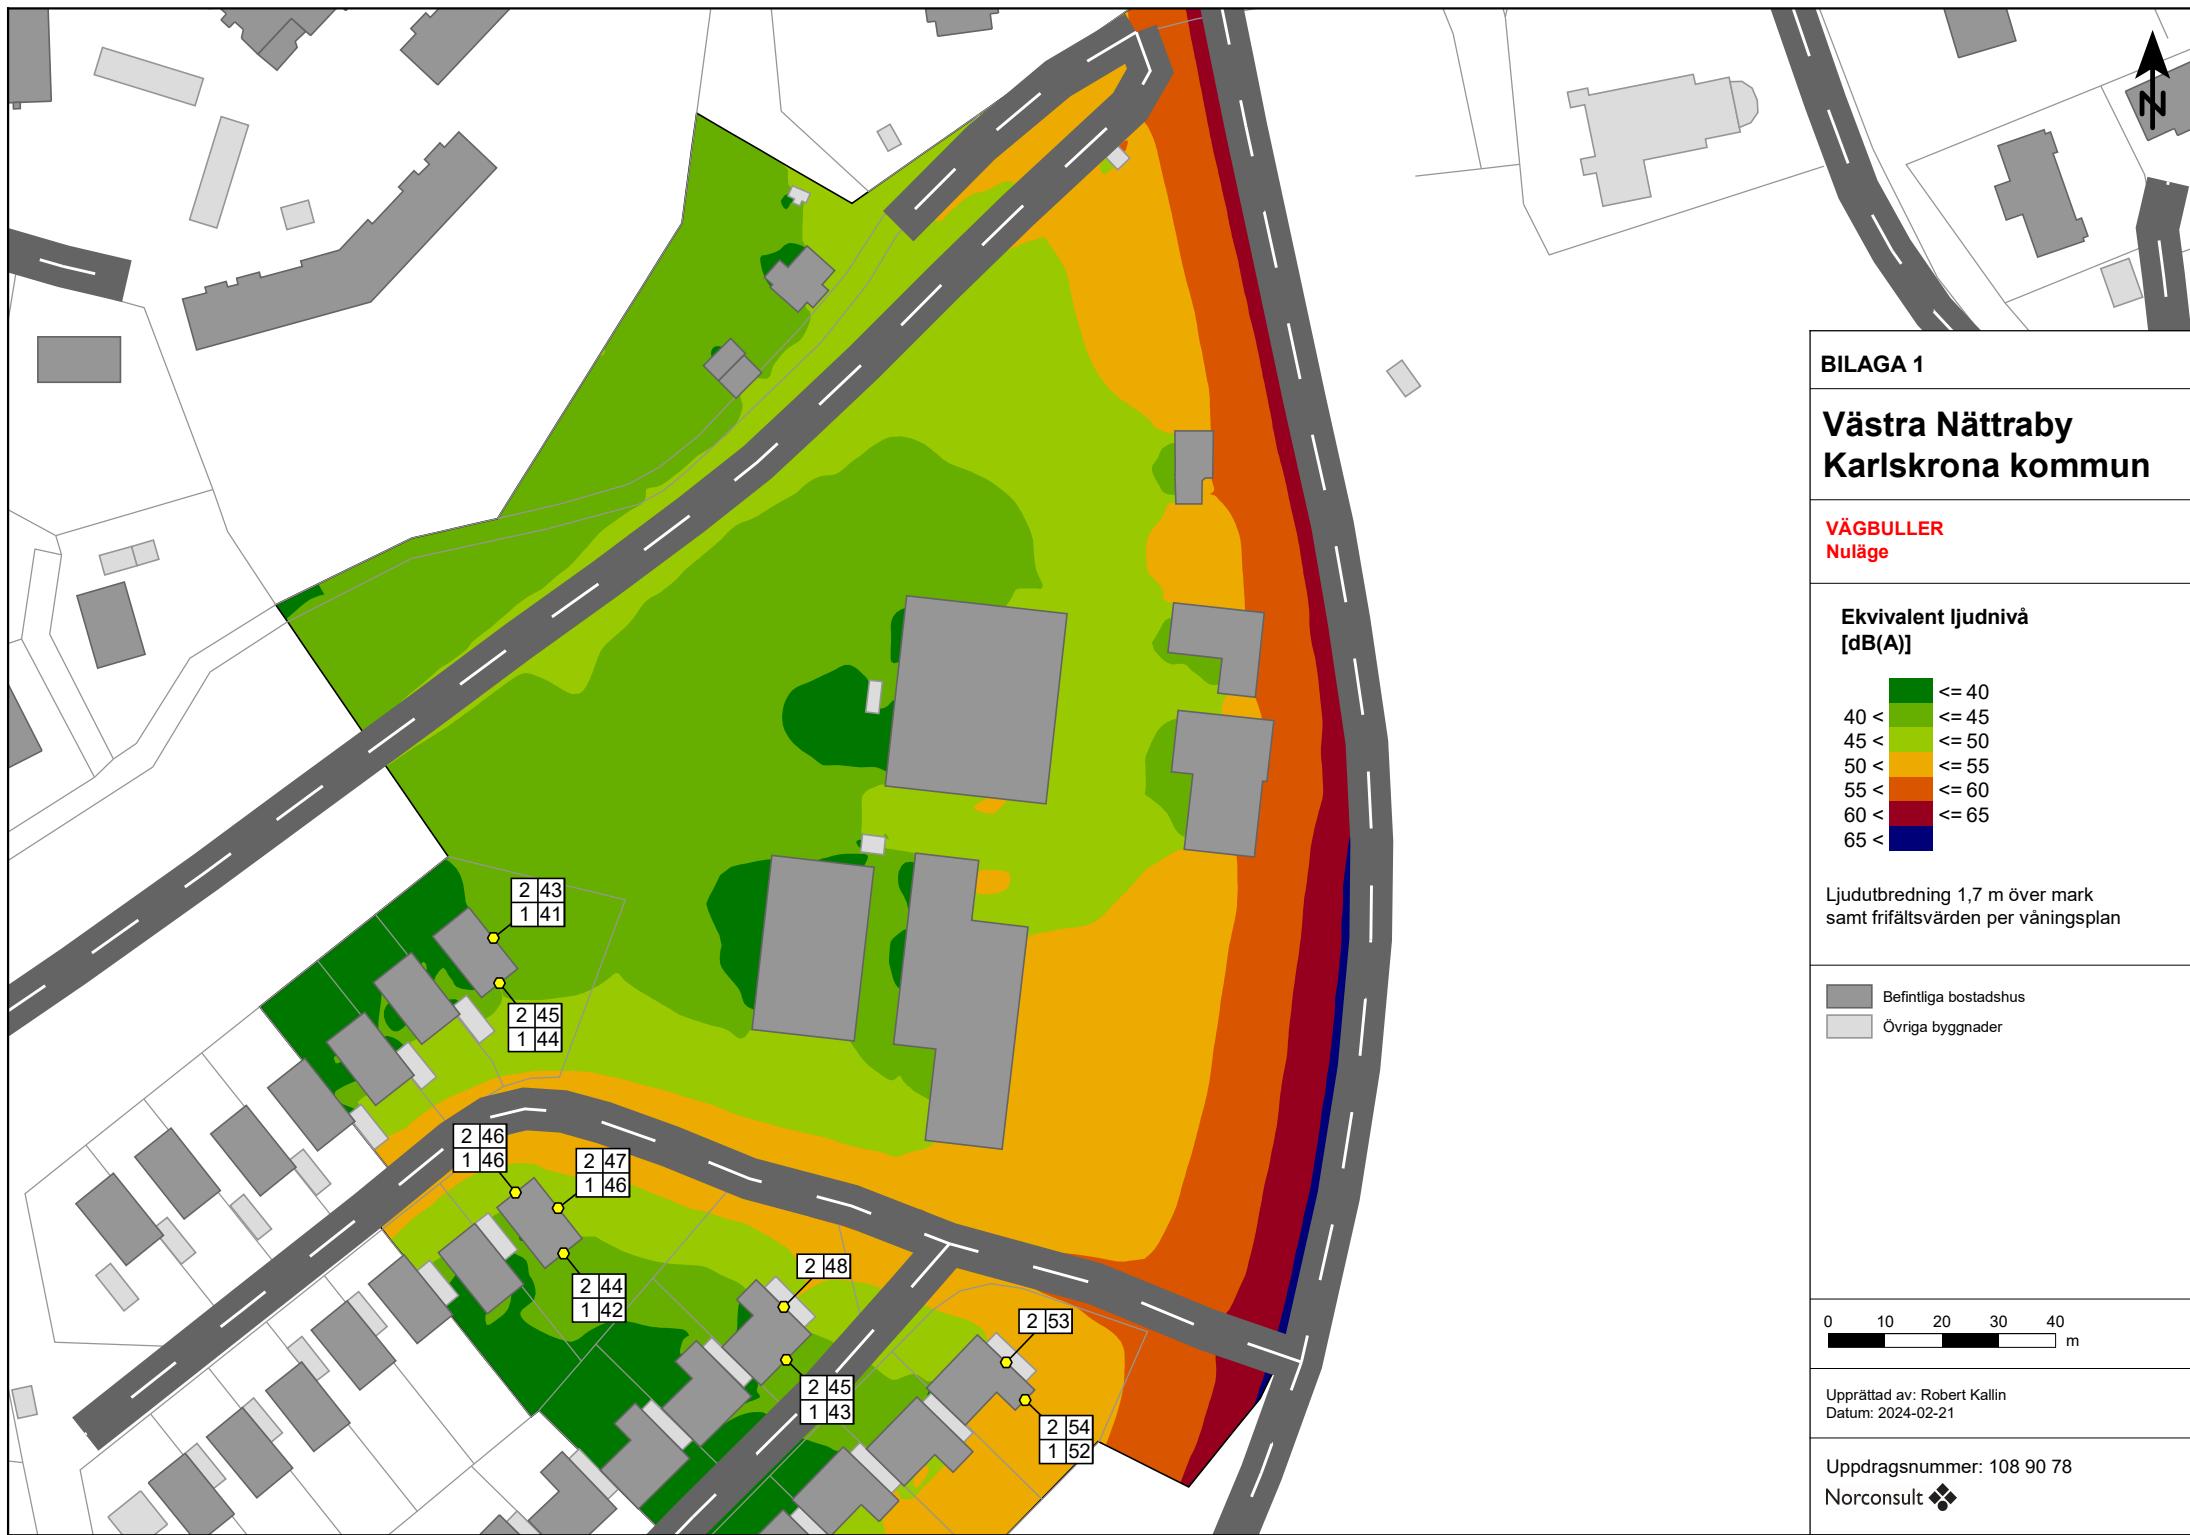 N
BILAGA 1
Västra Nättraby
Karlskrona kommun
VÄGBULLER
Nuläge
Ekvivalent ljudnivå
[dB(A)]
<= 40
40 < <= 45
45 < <= 50
50 < <= 55
55 < <= 60
60 < <= 65
65 <
Ljudutbredning 1,7 m över mark
samt frifältsvärden per våningsplan
Befintliga bostadshus
Övriga byggnader
0 10 20 30 40
m
Upprättad av: Robert Kallin
Datum: 2024-02-21
Uppdragsnummer: 108 90 78
Norconsult
2 43
1 41
2 45
1 44
2 46
1 46
2 47
1 46
2 44
1 42
2 48
2 45
1 43
2 53
2 54
1 52